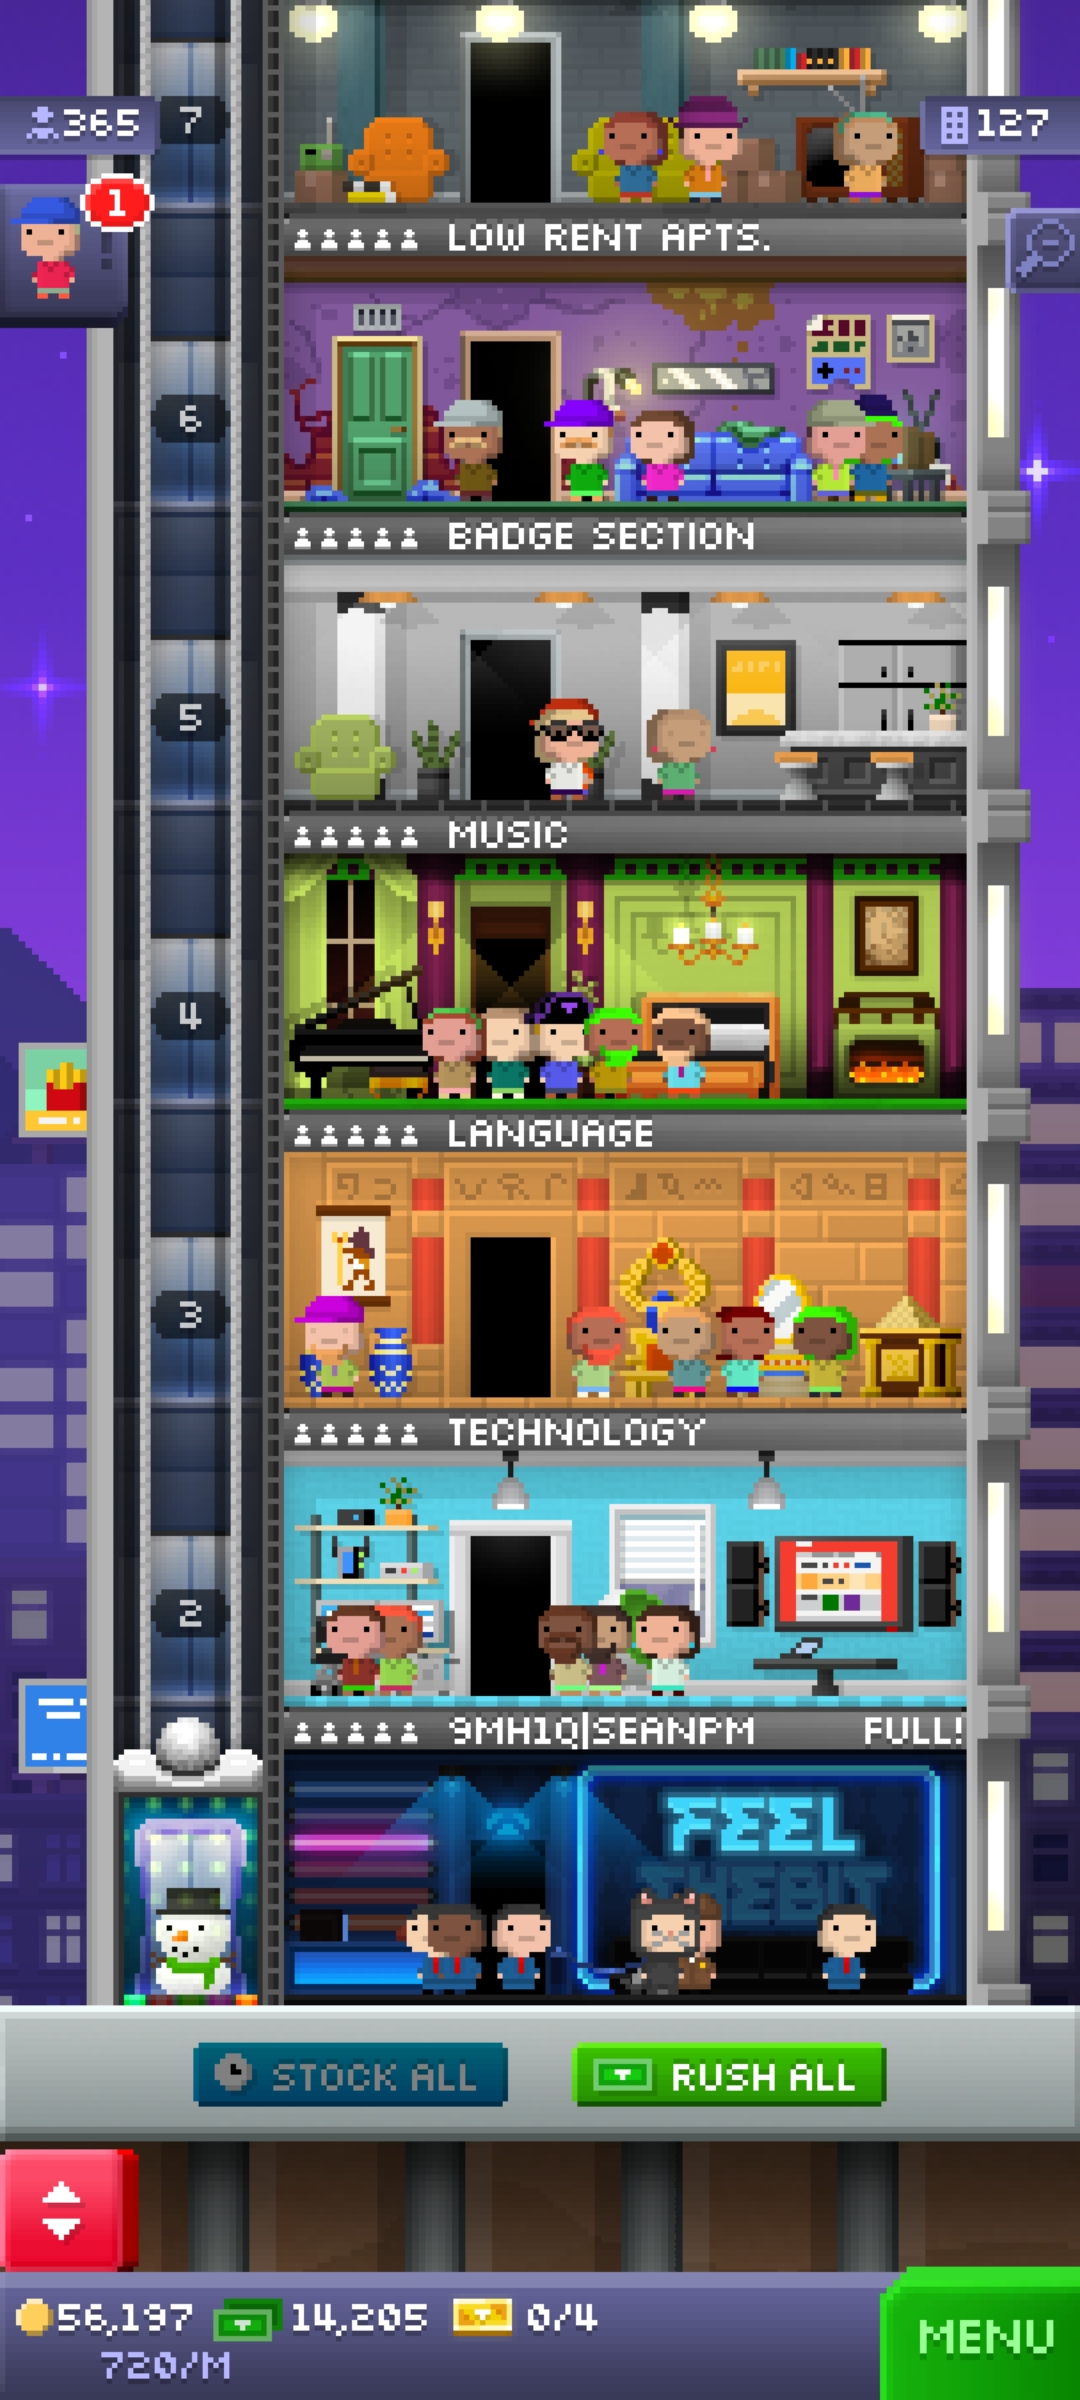 7
365
127
1
LOW RENT APTS.
6
BADGE SECTION
5
MUSIC
4
LANGUAGE
3
TECHNOLOGY
2
9MH1Q|SEANPM FULL!
FEEL
THEBIT
STOCK ALL
RUSH ALL
56,197 14,205 0/4
720/M
MENU